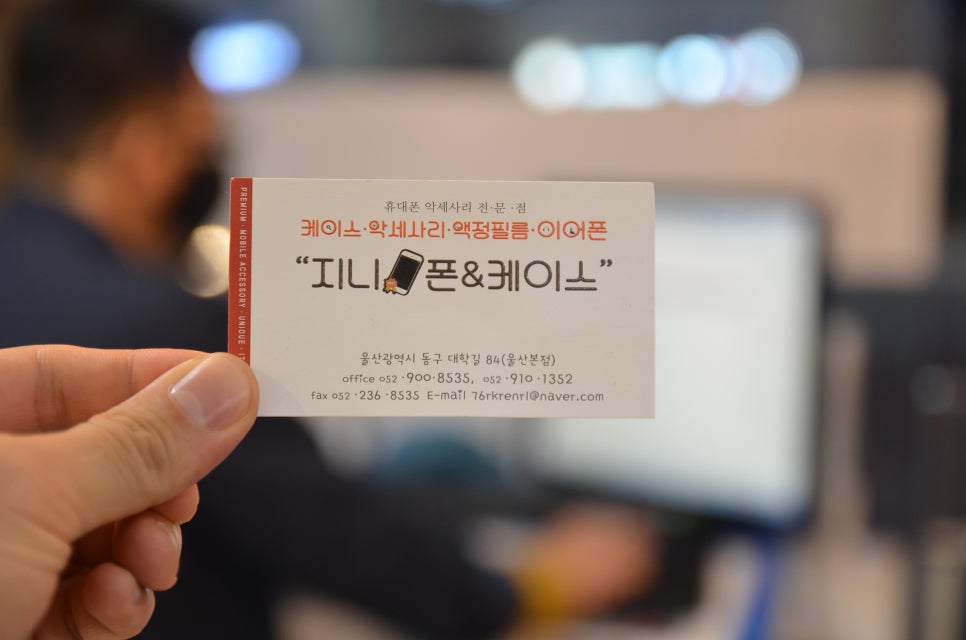 휴대폰 악세사리 전·문·점
케이스·악세사리·액정필름·이어폰
“지니폰&케이스”
울산광역시 동구 대학길 84(울산본점)
office 052·900·8535, 052·910·1352
fax 052·236·8535 E-mail 76rkrenrl@naver.com
PREMIUM · MOBILE ACCESSORY · UNIQUE ·